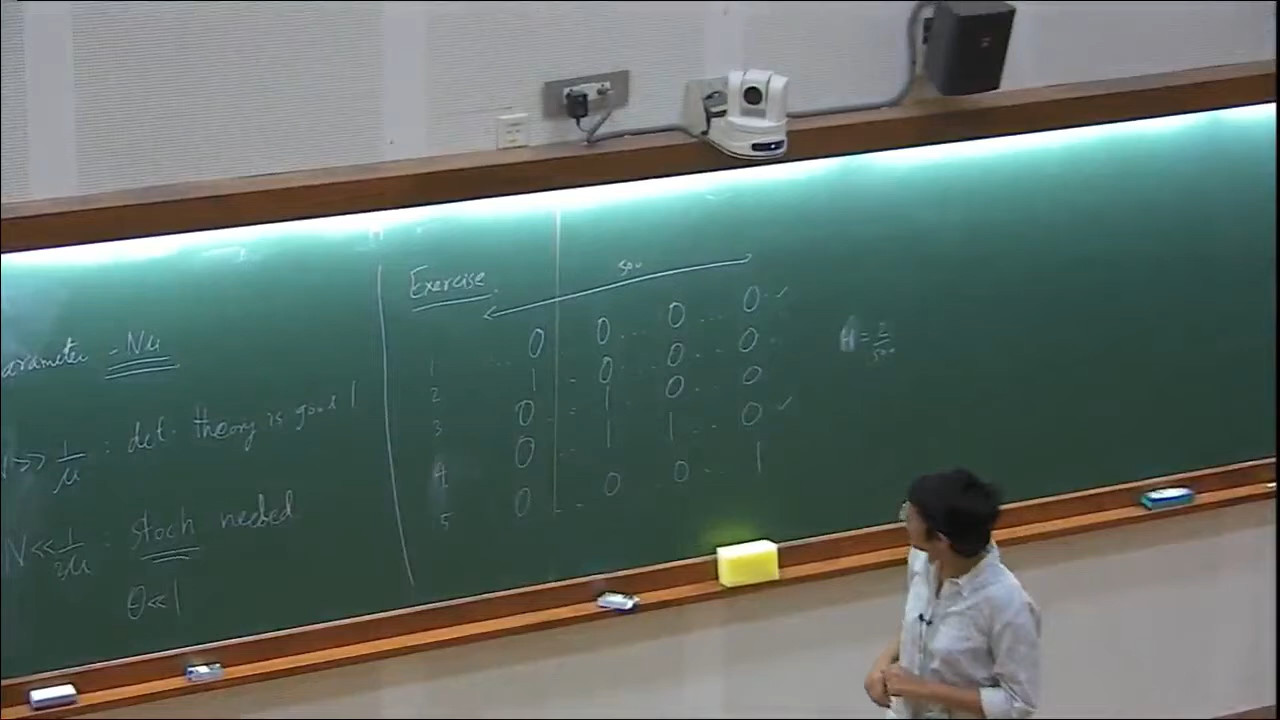 arameter - Nu
>> 1/μ : det. theory is good !
N << 1/2μ : stoch needed
θ << 1
Exercise.
500
0 0 .. 0 .. 0 ✓
1 1 - 0 .. 0 .. 0
2 0 - 1 0 .. 0
3 0 .. 1 1 .. 0 ✓
4 0 - 0 0 .. 1
5
= 2/500